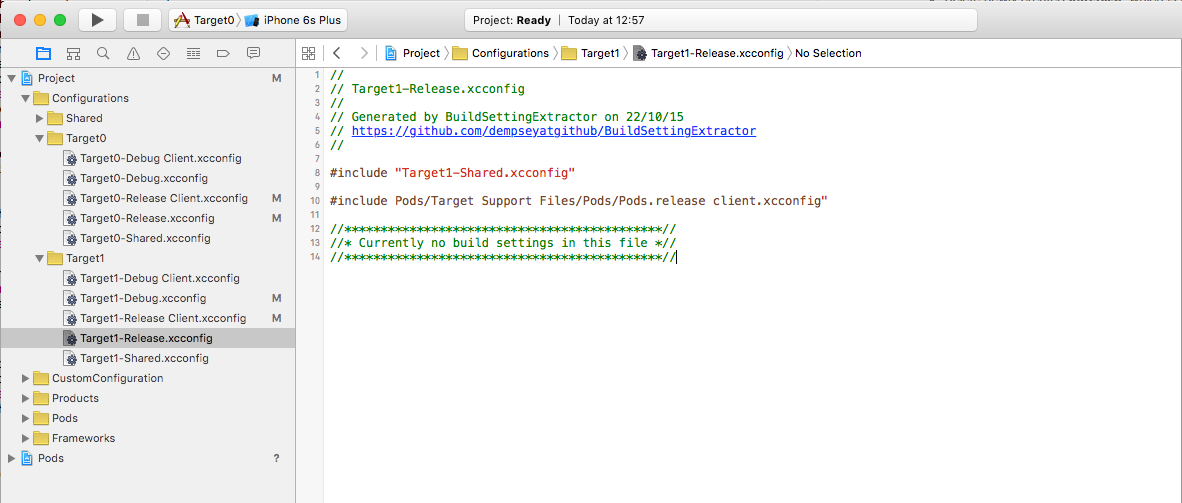 Target0 〉 iPhone 6s Plus
Project: Ready | Today at 12:57
Project 〉 Configurations 〉 Target1 〉 Target1-Release.xcconfig 〉 No Selection
Project M
Configurations
Shared
Target0
Target0-Debug Client.xcconfig
Target0-Debug.xcconfig
Target0-Release Client.xcconfig M
Target0-Release.xcconfig M
Target0-Shared.xcconfig
Target1
Target1-Debug Client.xcconfig
Target1-Debug.xcconfig M
Target1-Release Client.xcconfig M
Target1-Release.xcconfig
Target1-Shared.xcconfig
CustomConfiguration
Products
Pods
Frameworks
Pods ?
1 //
2 // Target1-Release.xcconfig
3 //
4 // Generated by BuildSettingExtractor on 22/10/15
5 // https://github.com/dempseyatgithub/BuildSettingExtractor
6 //
7
8 #include "Target1-Shared.xcconfig"
9
10 #include Pods/Target Support Files/Pods/Pods.release client.xcconfig"
11
12 //********************************************//
13 //* Currently no build settings in this file *//
14 //********************************************//